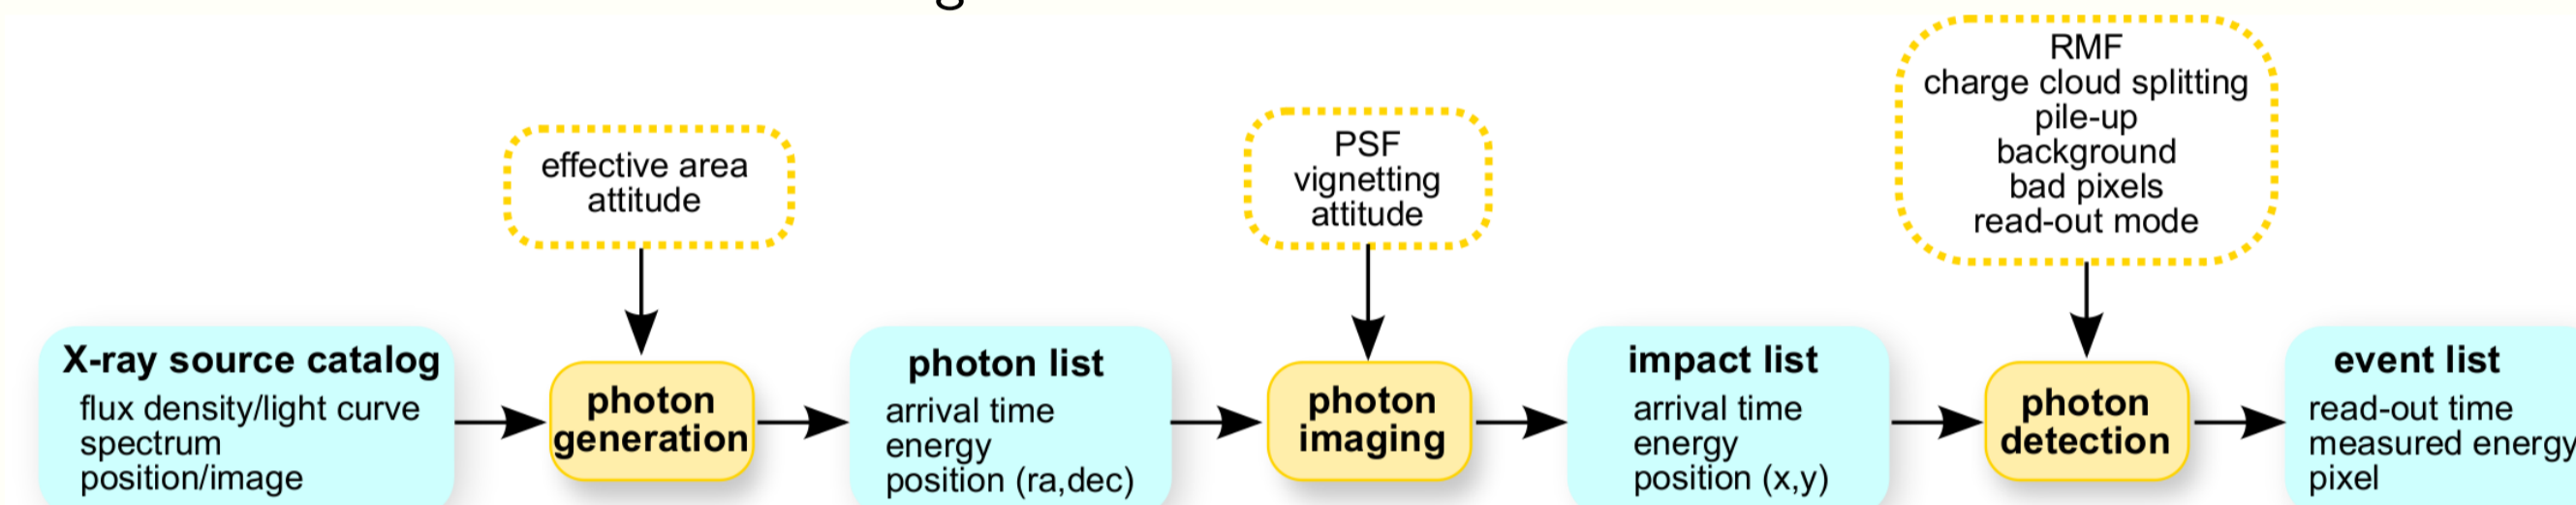 effective area
attitude
PSF
vignetting
attitude
RMF
charge cloud splitting
pile-up
background
bad pixels
read-out mode
X-ray source catalog
flux density/light curve
spectrum
position/image
photon
generation
photon list
arrival time
energy
position (ra,dec)
photon
imaging
impact list
arrival time
energy
position (x,y)
photon
detection
event list
read-out time
measured energy
pixel